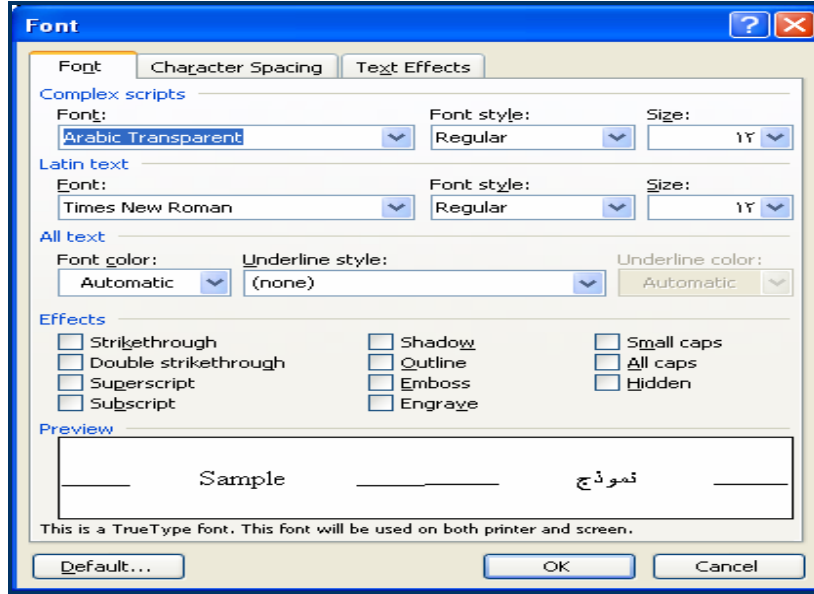 Font
Font Character Spacing Text Effects
Complex scripts
Font: Font style: Size:
Arabic Transparent Regular ١٢
Latin text
Font: Font style: Size:
Times New Roman Regular ١٢
All text
Font color: Underline style: Underline color:
Automatic (none) Automatic
Effects
Strikethrough Shadow Small caps
Double strikethrough Outline All caps
Superscript Emboss Hidden
Subscript Engrave
Preview
Sample نموذج
This is a TrueType font. This font will be used on both printer and screen.
Default... OK Cancel